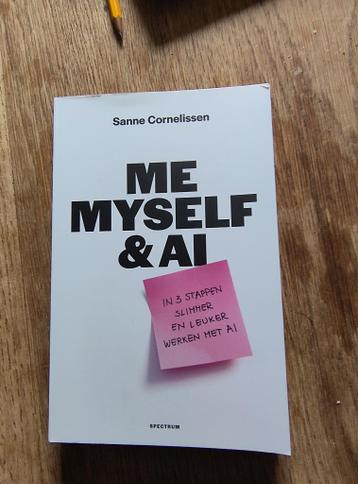 Sanne Cornelissen
ME
MYSELF
& AI
IN 3 STAPPEN
SLIMMER
EN LEUKER
WERKEN MET AI
SPECTRUM